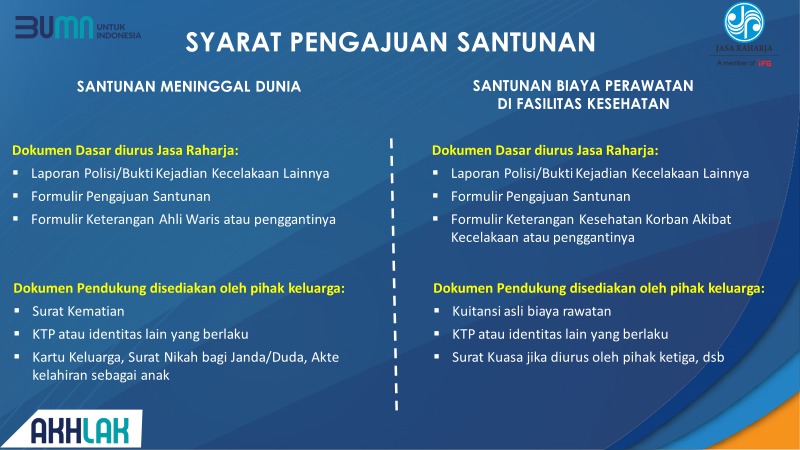 BUMN UNTUK
INDONESIA
JASA RAHARJA
A member of IFG
SYARAT PENGAJUAN SANTUNAN
SANTUNAN MENINGGAL DUNIA
Dokumen Dasar diurus Jasa Raharja:
▪ Laporan Polisi/Bukti Kejadian Kecelakaan Lainnya
▪ Formulir Pengajuan Santunan
▪ Formulir Keterangan Ahli Waris atau penggantinya
Dokumen Pendukung disediakan oleh pihak keluarga:
▪ Surat Kematian
▪ KTP atau identitas lain yang berlaku
▪ Kartu Keluarga, Surat Nikah bagi Janda/Duda, Akte
kelahiran sebagai anak
SANTUNAN BIAYA PERAWATAN
DI FASILITAS KESEHATAN
Dokumen Dasar diurus Jasa Raharja:
▪ Laporan Polisi/Bukti Kejadian Kecelakaan Lainnya
▪ Formulir Pengajuan Santunan
▪ Formulir Keterangan Kesehatan Korban Akibat
Kecelakaan atau penggantinya
Dokumen Pendukung disediakan oleh pihak keluarga:
▪ Kuitansi asli biaya rawatan
▪ KTP atau identitas lain yang berlaku
▪ Surat Kuasa jika diurus oleh pihak ketiga, dsb
AKHLAK